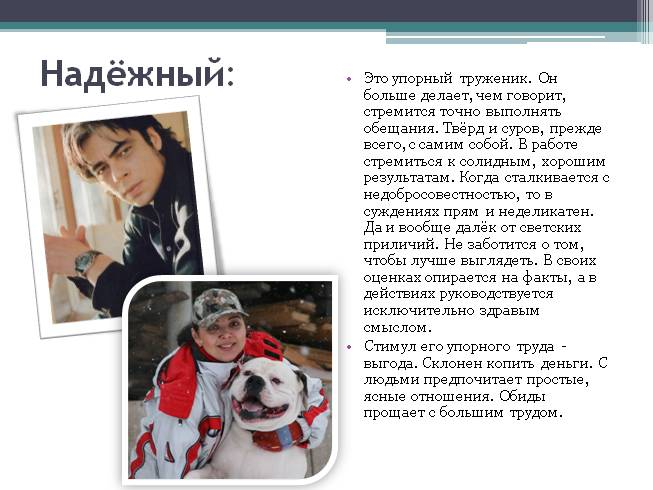 Надёжный:
• Это упорный труженик. Он
больше делает, чем говорит,
стремится точно выполнять
обещания. Твёрд и суров, прежде
всего, с самим собой. В работе
стремиться к солидным, хорошим
результатам. Когда сталкивается с
недобросовестностью, то в
суждениях прям и неделикатен.
Да и вообще далёк от светских
приличий. Не заботится о том,
чтобы лучше выглядеть. В своих
оценках опирается на факты, а в
действиях руководствуется
исключительно здравым
смыслом.
• Стимул его упорного труда -
выгода. Склонен копить деньги. С
людьми предпочитает простые,
ясные отношения. Обиды
прощает с большим трудом.